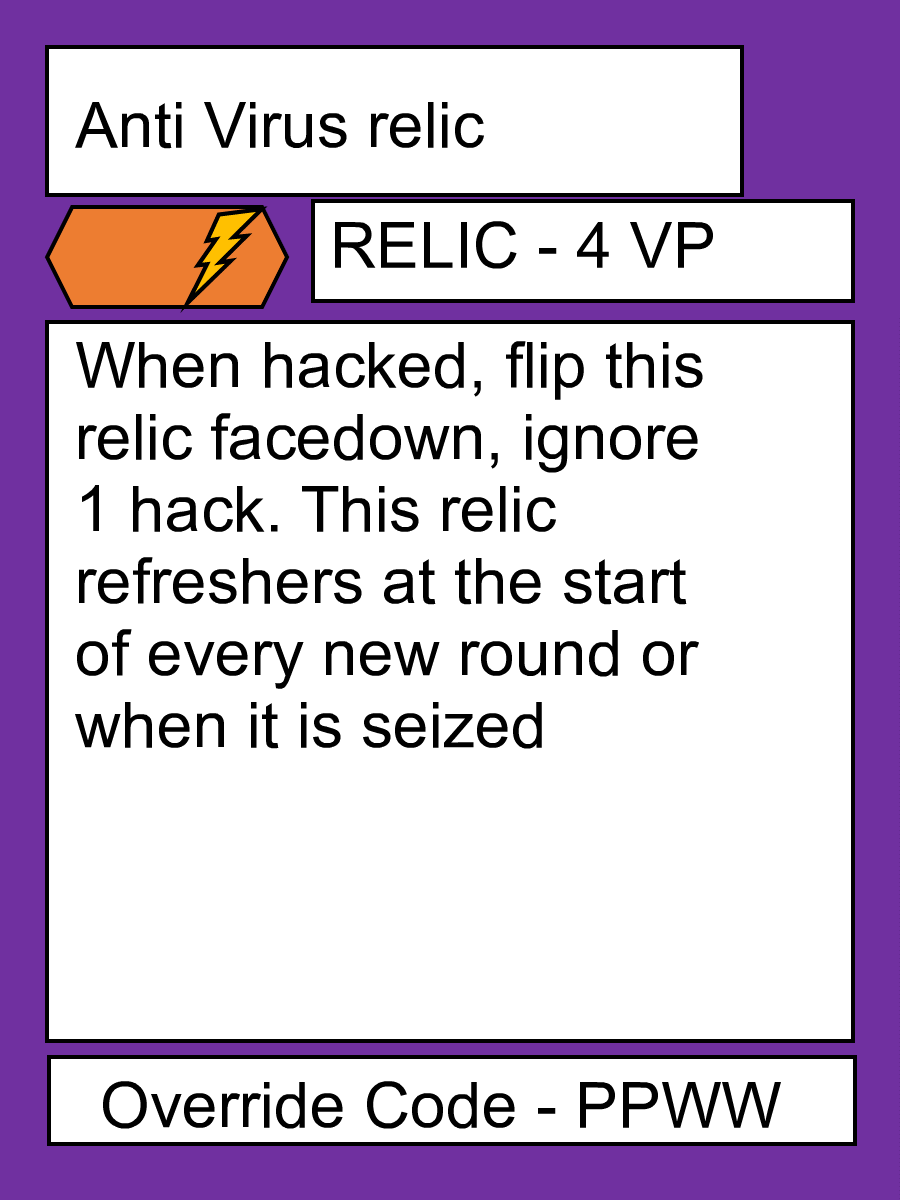 Anti Virus relic
RELIC - 4 VP
When hacked, flip this
relic facedown, ignore
1 hack. This relic
refreshers at the start
of every new round or
when it is seized
Override Code - PPWW